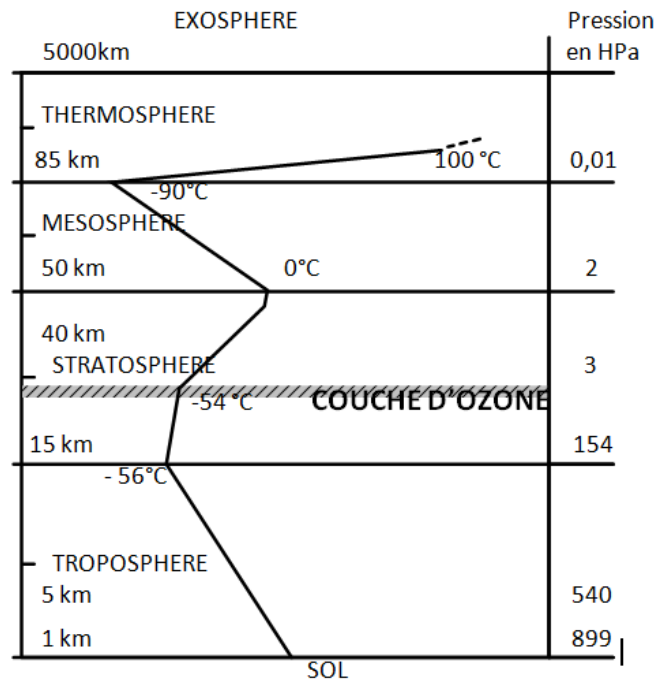 EXOSPHERE
Pression
en HPa
5000km
THERMOSPHERE
85 km
100 °C
0,01
-90°C
MESOSPHERE
50 km
0°C
2
40 km
STRATOSPHERE
3
-54 °C
COUCHE D'OZONE
15 km
154
- 56°C
TROPOSPHERE
5 km
540
1 km
899
SOL